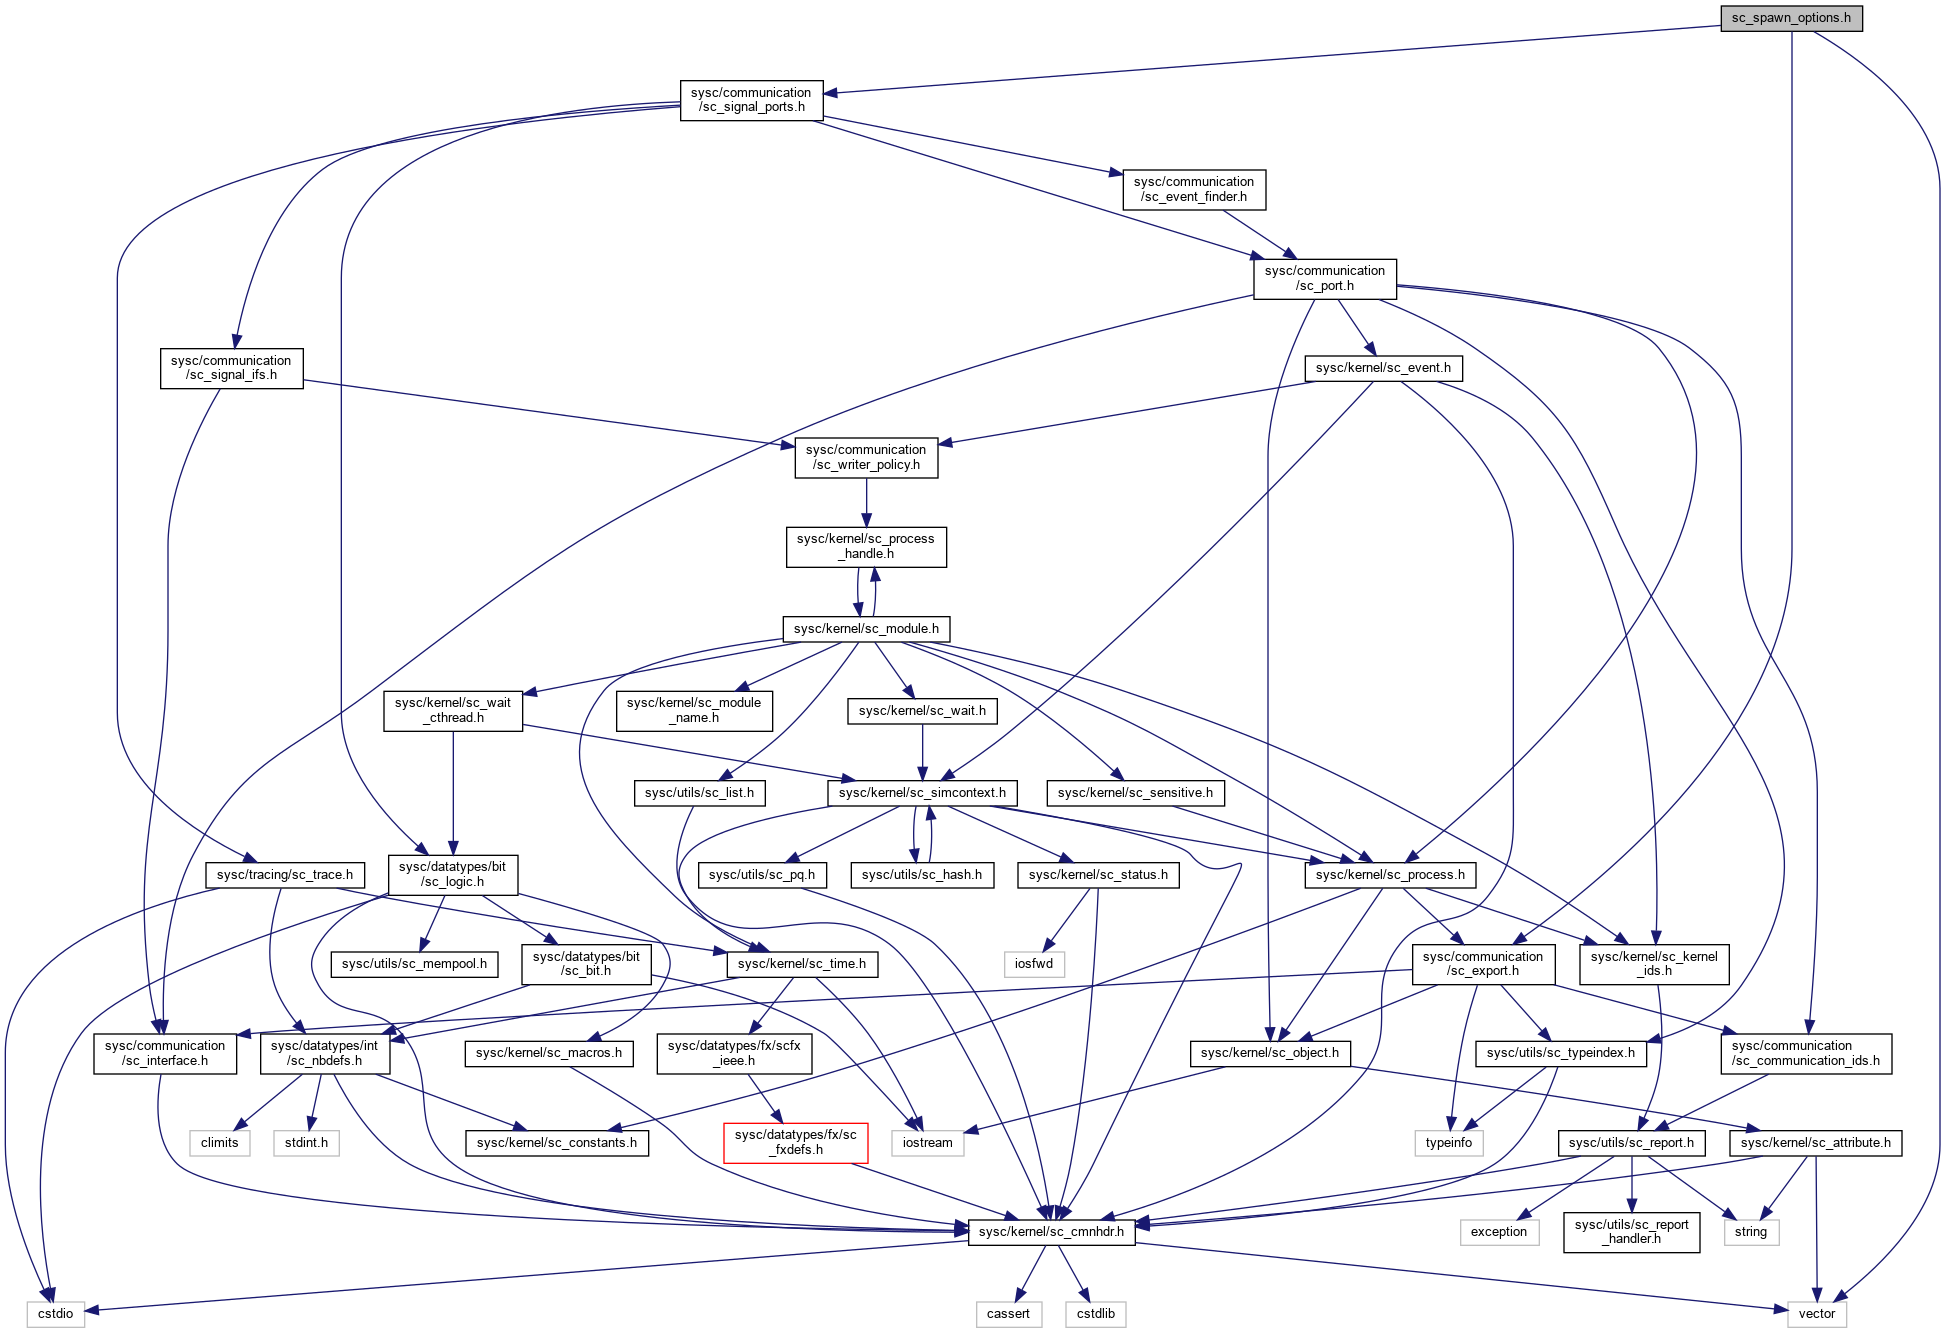 sc_spawn_options.h
sysc/communication
/sc_signal_ports.h
sysc/communication
/sc_event_finder.h
sysc/communication
/sc_port.h
sysc/communication
/sc_signal_ifs.h
sysc/kernel/sc_event.h
sysc/communication
/sc_writer_policy.h
sysc/kernel/sc_process
_handle.h
sysc/kernel/sc_module.h
sysc/kernel/sc_wait
_cthread.h
sysc/kernel/sc_module
_name.h
sysc/kernel/sc_wait.h
sysc/utils/sc_list.h
sysc/kernel/sc_simcontext.h
sysc/kernel/sc_sensitive.h
sysc/tracing/sc_trace.h
sysc/datatypes/bit
/sc_logic.h
sysc/utils/sc_pq.h
sysc/utils/sc_hash.h
sysc/kernel/sc_status.h
sysc/kernel/sc_process.h
sysc/utils/sc_mempool.h
sysc/datatypes/bit
/sc_bit.h
sysc/kernel/sc_time.h
iosfwd
sysc/communication
/sc_export.h
sysc/kernel/sc_kernel
_ids.h
sysc/communication
/sc_interface.h
sysc/datatypes/int
/sc_nbdefs.h
sysc/kernel/sc_macros.h
sysc/datatypes/fx/scfx
_ieee.h
sysc/kernel/sc_object.h
sysc/utils/sc_typeindex.h
sysc/communication
/sc_communication_ids.h
climits
stdint.h
sysc/kernel/sc_constants.h
sysc/datatypes/fx/sc
_fxdefs.h
iostream
typeinfo
sysc/utils/sc_report.h
sysc/kernel/sc_attribute.h
sysc/kernel/sc_cmnhdr.h
exception
sysc/utils/sc_report
_handler.h
string
cstdio
cassert
cstdlib
vector